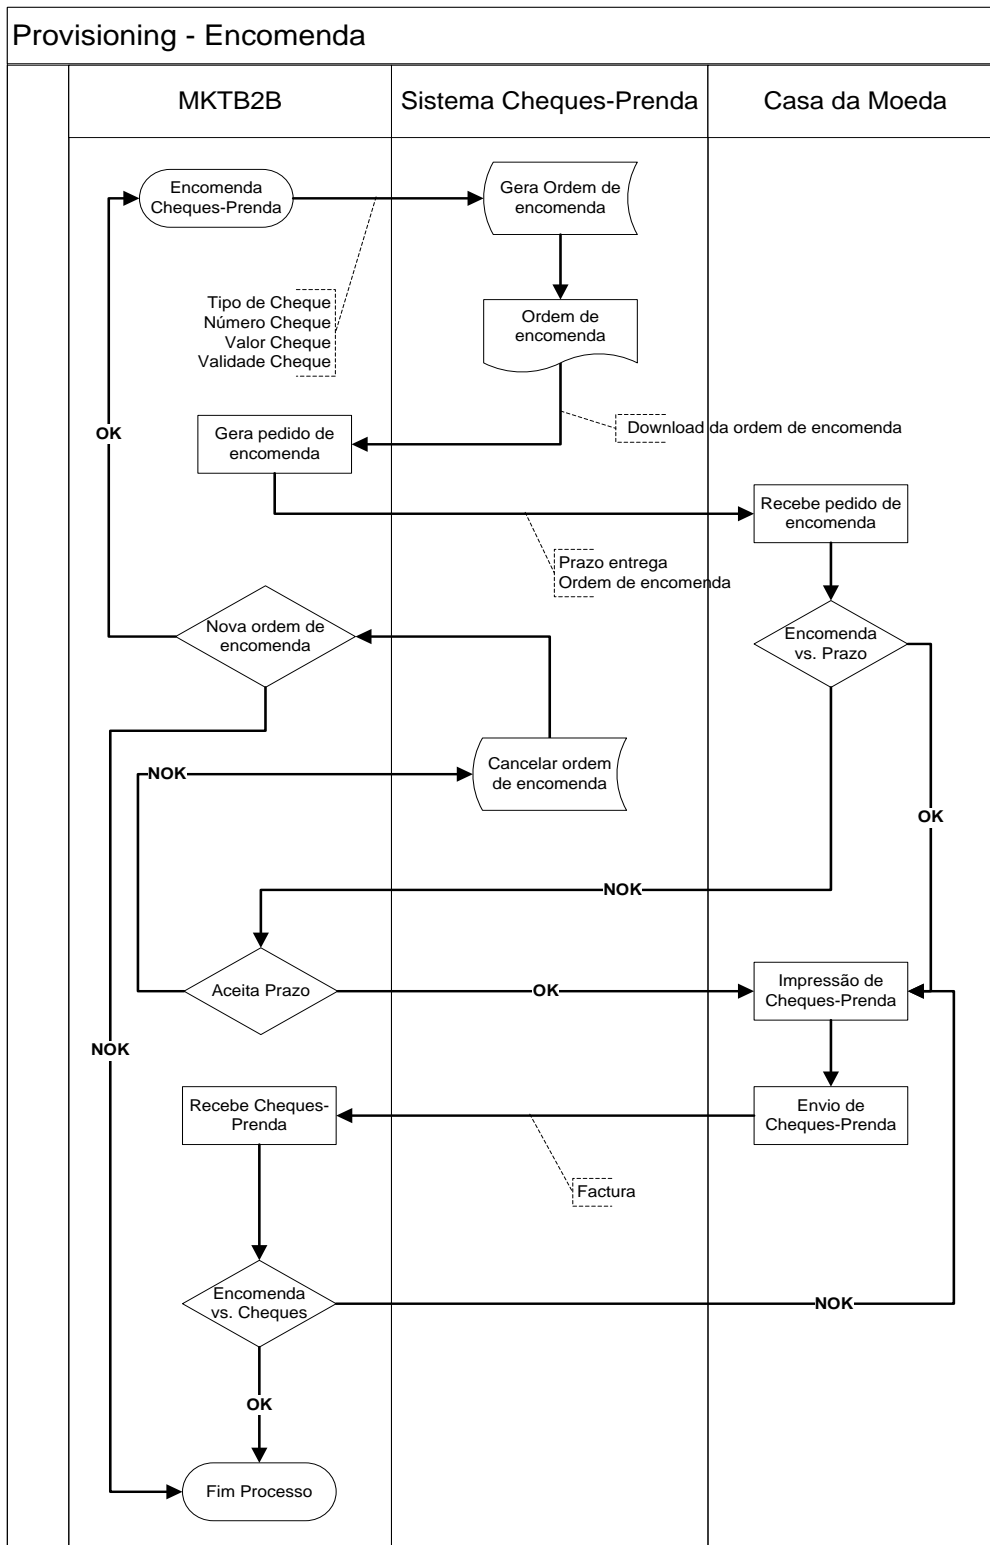 Provisioning - Encomenda
MKTB2B
Sistema Cheques-Prenda
Casa da Moeda
Encomenda
Cheques-Prenda
Gera Ordem de
encomenda
Tipo de Cheque
Número Cheque
Valor Cheque
Validade Cheque
Ordem de
encomenda
OK
Gera pedido de
encomenda
Download da ordem de encomenda
Recebe pedido de
encomenda
Prazo entrega
Ordem de encomenda
Nova ordem de
encomenda
Encomenda
vs. Prazo
NOK
Cancelar ordem
de encomenda
OK
NOK
Aceita Prazo
OK
Impressão de
Cheques-Prenda
NOK
Recebe Cheques-
Prenda
Envio de
Cheques-Prenda
Factura
Encomenda
vs. Cheques
NOK
OK
Fim Processo